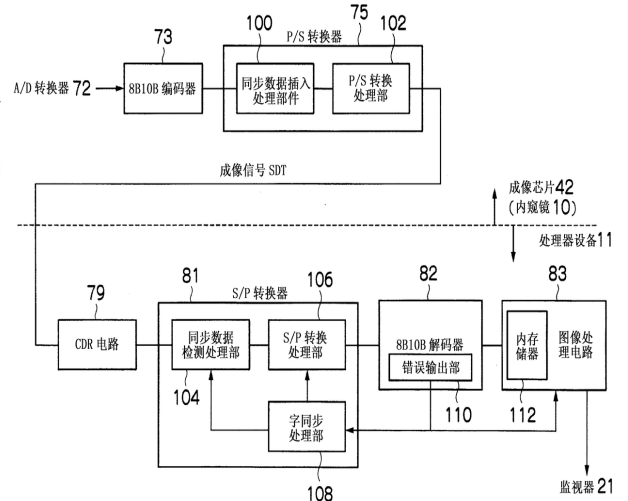 75
P/S 转换器
73
100
102
A/D 转换器 72
8B10B 编码器
同步数据插入
处理部件
P/S 转换
处理部
成像信号 SDT
成像芯片 42
(内窥镜 10)
处理器设备 11
79
81
S/P 转换器
106
82
83
CDR 电路
同步数据
检测处理部
104
S/P 转换
处理部
8B10B 解码器
错误输出部
110
内存
储器
112
图像处
理电路
字同步
处理部
108
监视器 21